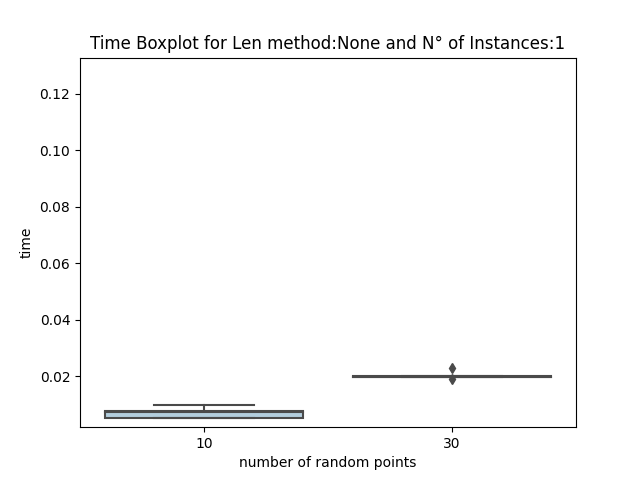 Time Boxplot for Len method:None and N° of Instances:1
0.12
0.10
0.08
0.06
0.04
0.02
time
10 30
number of random points